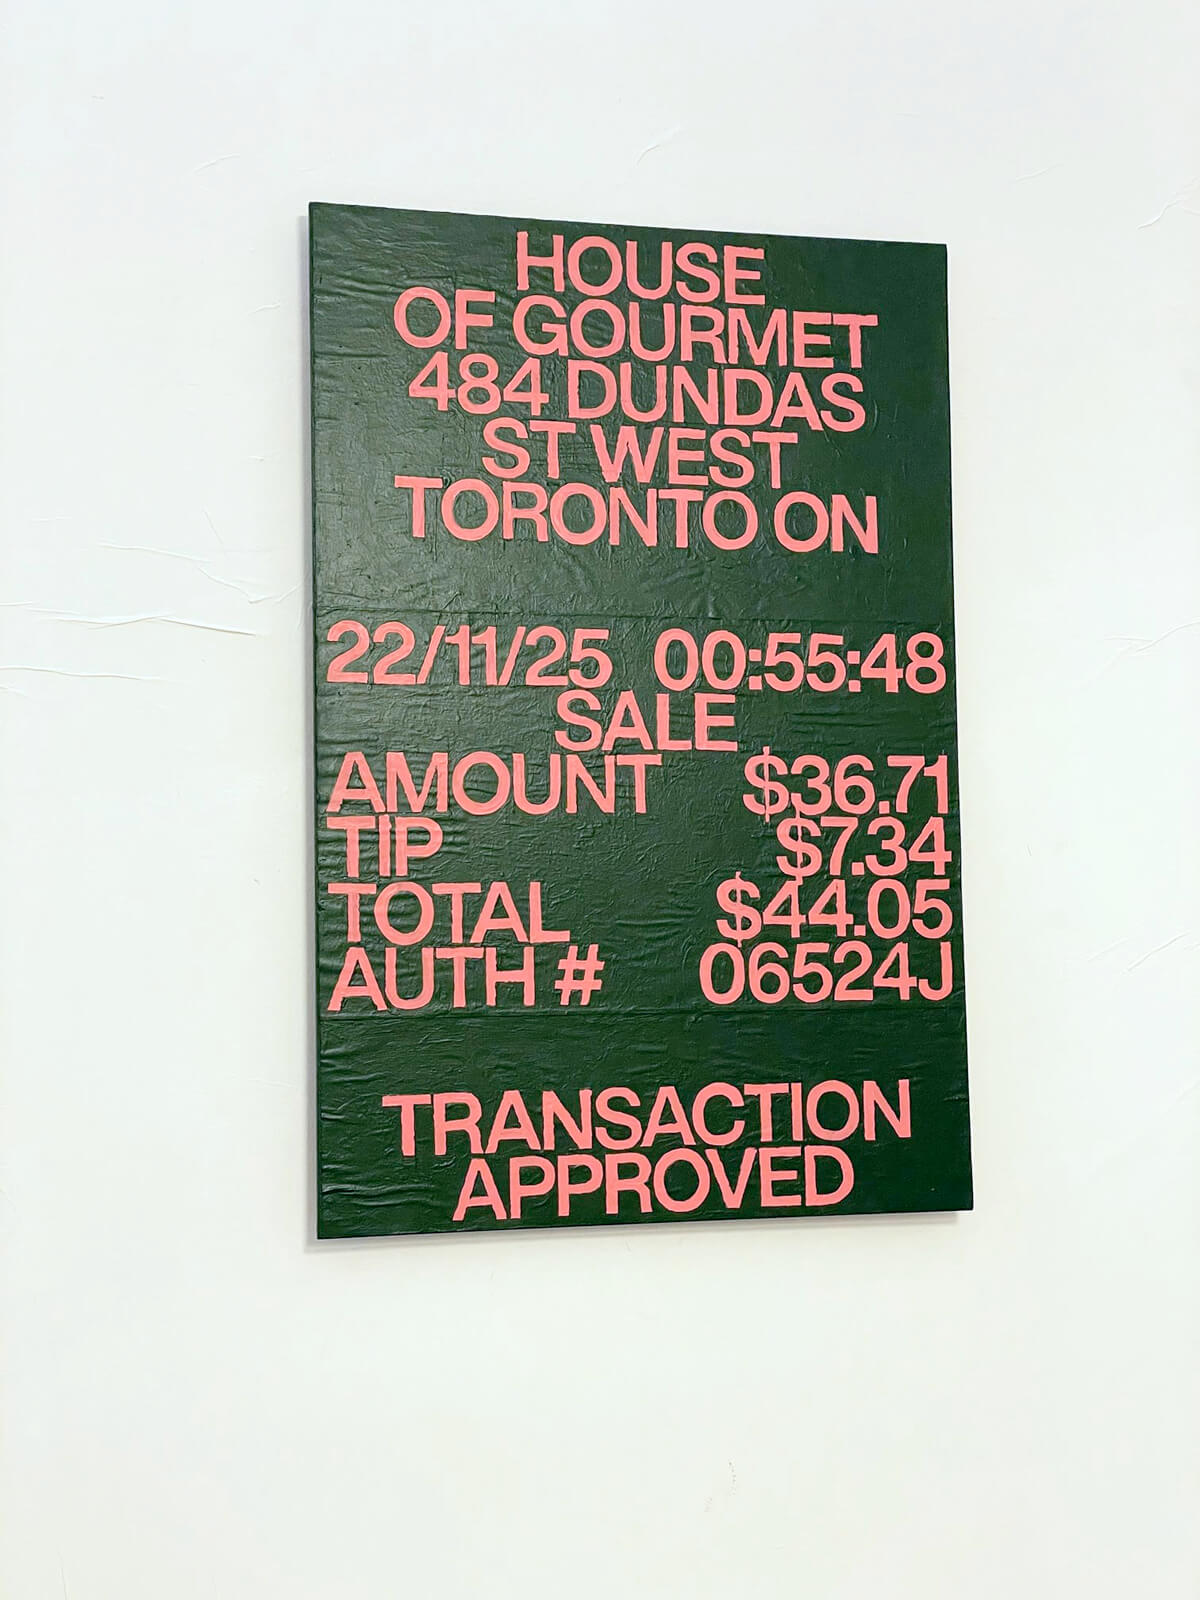 HOUSE
OF GOURMET
484 DUNDAS
ST WEST
TORONTO ON
22/11/25 00:55:48
SALE
AMOUNT $36.71
TIP $7.34
TOTAL $44.05
AUTH # 06524J
TRANSACTION
APPROVED